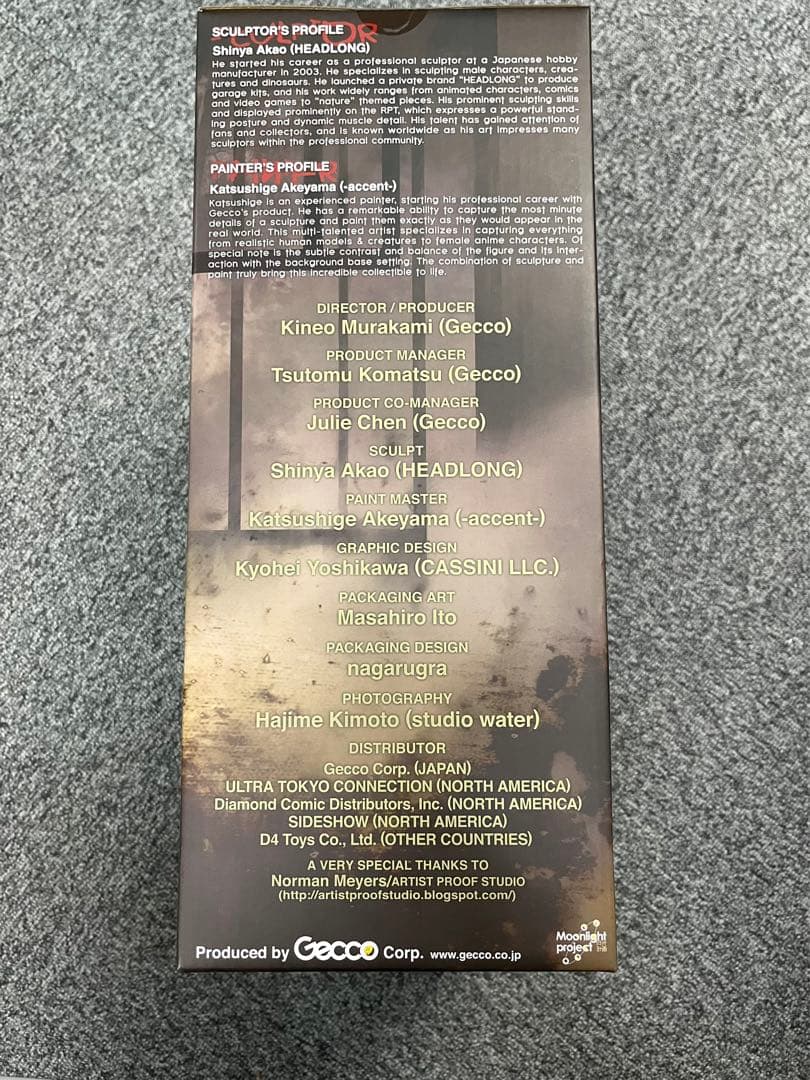 SCULPTOR
SCULPTOR'S PROFILE
Shinya Akao (HEADLONG)
He started his career as a professional sculptor at a Japanese hobby
manufacturer in 2003. He specializes in sculpting male characters, crea-
tures and dinosaurs. He launched a private brand "HEADLONG" to produce
garage kits, and his work widely ranges from animated characters, comics
and video games to "nature" themed pieces. His prominent sculpting skills
and displayed prominently on the RPT, which expresses a powerful stand-
ing posture and dynamic muscle detail. His talent has gained attention of
fans and collectors, and is known worldwide as his art impresses many
sculptors within the professional community.
PAINTER
PAINTER'S PROFILE
Katsushige Akeyama (-accent-)
Katsushige is an experienced painter, starting his professional career with
Gecco's product. He has a remarkable ability to capture the most minute
details of a sculpture and paint them exactly as they would appear in the
real world. This multi-talented artist specializes in capturing everything
from realistic human models & creatures to female anime characters. Of
special note is the subtle contrast and balance of the figure and its inter-
action with the background base setting. The combination of sculpture and
paint truly bring this incredible collectible to life.
DIRECTOR / PRODUCER
Kineo Murakami (Gecco)
PRODUCT MANAGER
Tsutomu Komatsu (Gecco)
PRODUCT CO-MANAGER
Julie Chen (Gecco)
SCULPT
Shinya Akao (HEADLONG)
PAINT MASTER
Katsushige Akeyama (-accent-)
GRAPHIC DESIGN
Kyohei Yoshikawa (CASSINI LLC.)
PACKAGING ART
Masahiro Ito
PACKAGING DESIGN
nagarugra
PHOTOGRAPHY
Hajime Kimoto (studio water)
DISTRIBUTOR
Gecco Corp. (JAPAN)
ULTRA TOKYO CONNECTION (NORTH AMERICA)
Diamond Comic Distributors, Inc. (NORTH AMERICA)
SIDESHOW (NORTH AMERICA)
D4 Toys Co., Ltd. (OTHER COUNTRIES)
A VERY SPECIAL THANKS TO
Norman Meyers/ARTIST PROOF STUDIO
(http://artistproofstudio.blogspot.com/)
Produced by Gecco Corp. www.gecco.co.jp
Moonlight
project